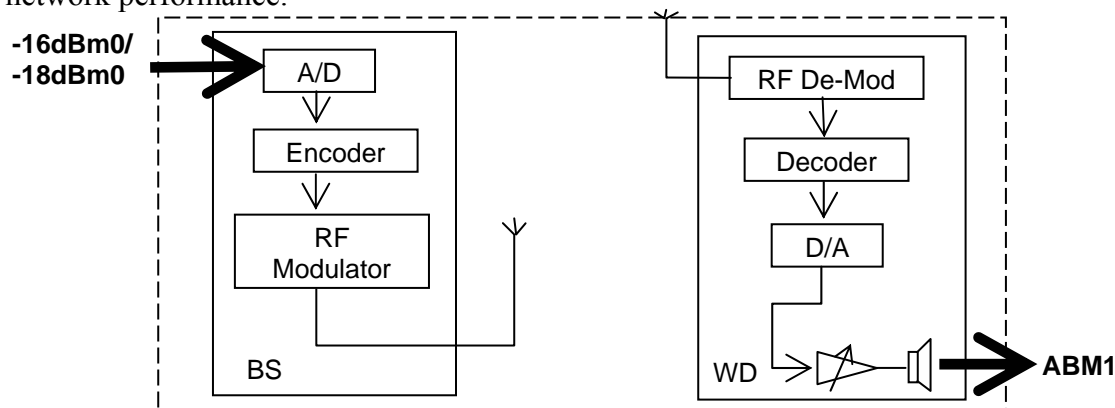 network performance.
-16dBm0/
-18dBm0
A/D
Encoder
RF
Modulator
BS
RF De-Mod
Decoder
D/A
WD
ABM1